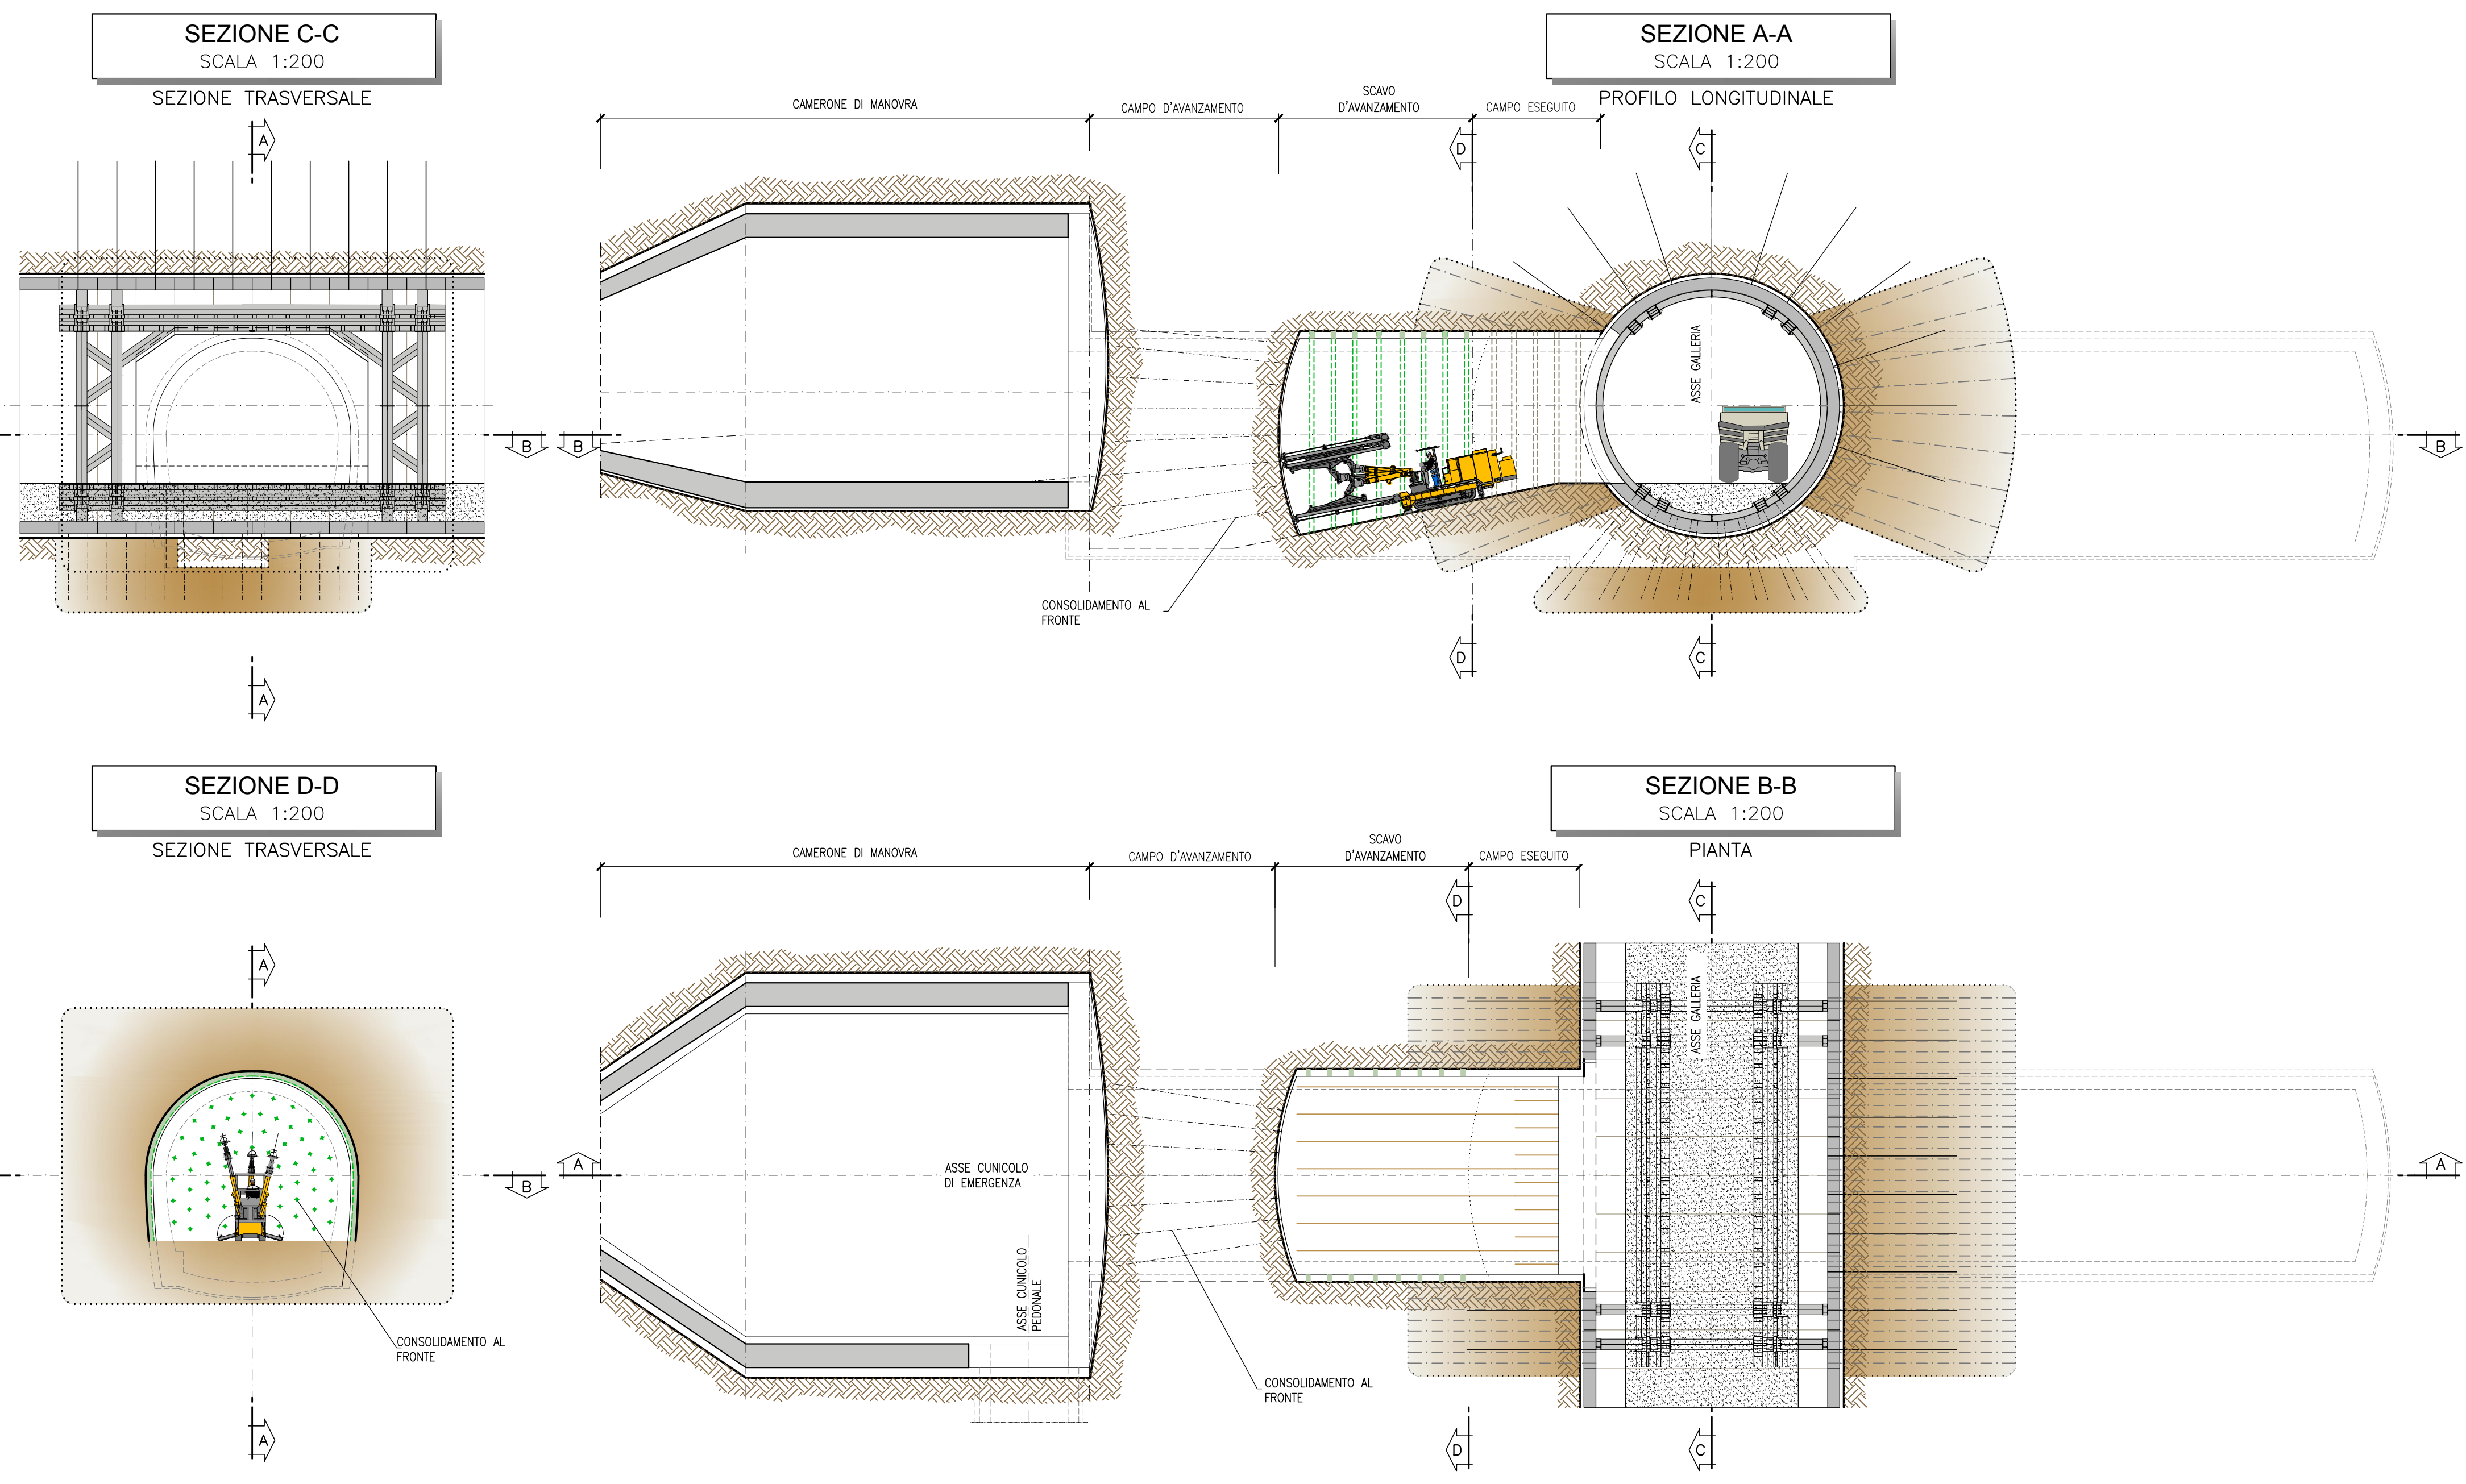 SEZIONE C-C
SCALA 1:200
SEZIONE TRASVERSALE
A
B
A
SEZIONE A-A
SCALA 1:200
PROFILO LONGITUDINALE
CAMERONE DI MANOVRA
CAMPO D'AVANZAMENTO
SCAVO
D'AVANZAMENTO
CAMPO ESEGUITO
D
C
ASSE GALLERIA
B
B
CONSOLIDAMENTO AL
FRONTE
D
C
SEZIONE D-D
SCALA 1:200
SEZIONE TRASVERSALE
A
B
CONSOLIDAMENTO AL
FRONTE
A
SEZIONE B-B
SCALA 1:200
PIANTA
CAMERONE DI MANOVRA
CAMPO D'AVANZAMENTO
SCAVO
D'AVANZAMENTO
CAMPO ESEGUITO
D
C
ASSE GALLERIA
A
ASSE CUNICOLO
DI EMERGENZA
A
ASSE CUNICOLO
PEDONALE
CONSOLIDAMENTO AL
FRONTE
D
C